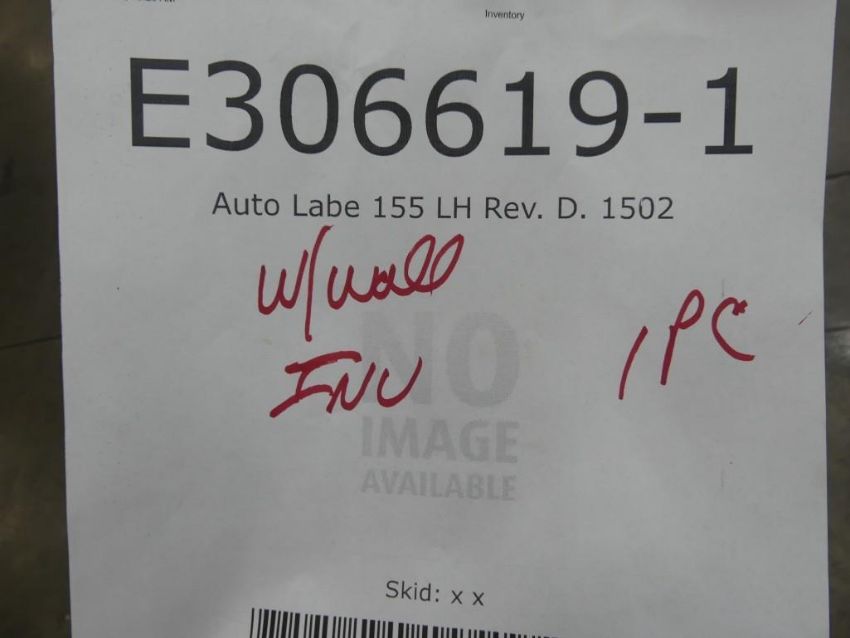 Inventory
E306619-1
Auto Labe 155 LH Rev. D. 1502
w/wall
INV
1 PC
NO
IMAGE
AVAILABLE
Skid: x x